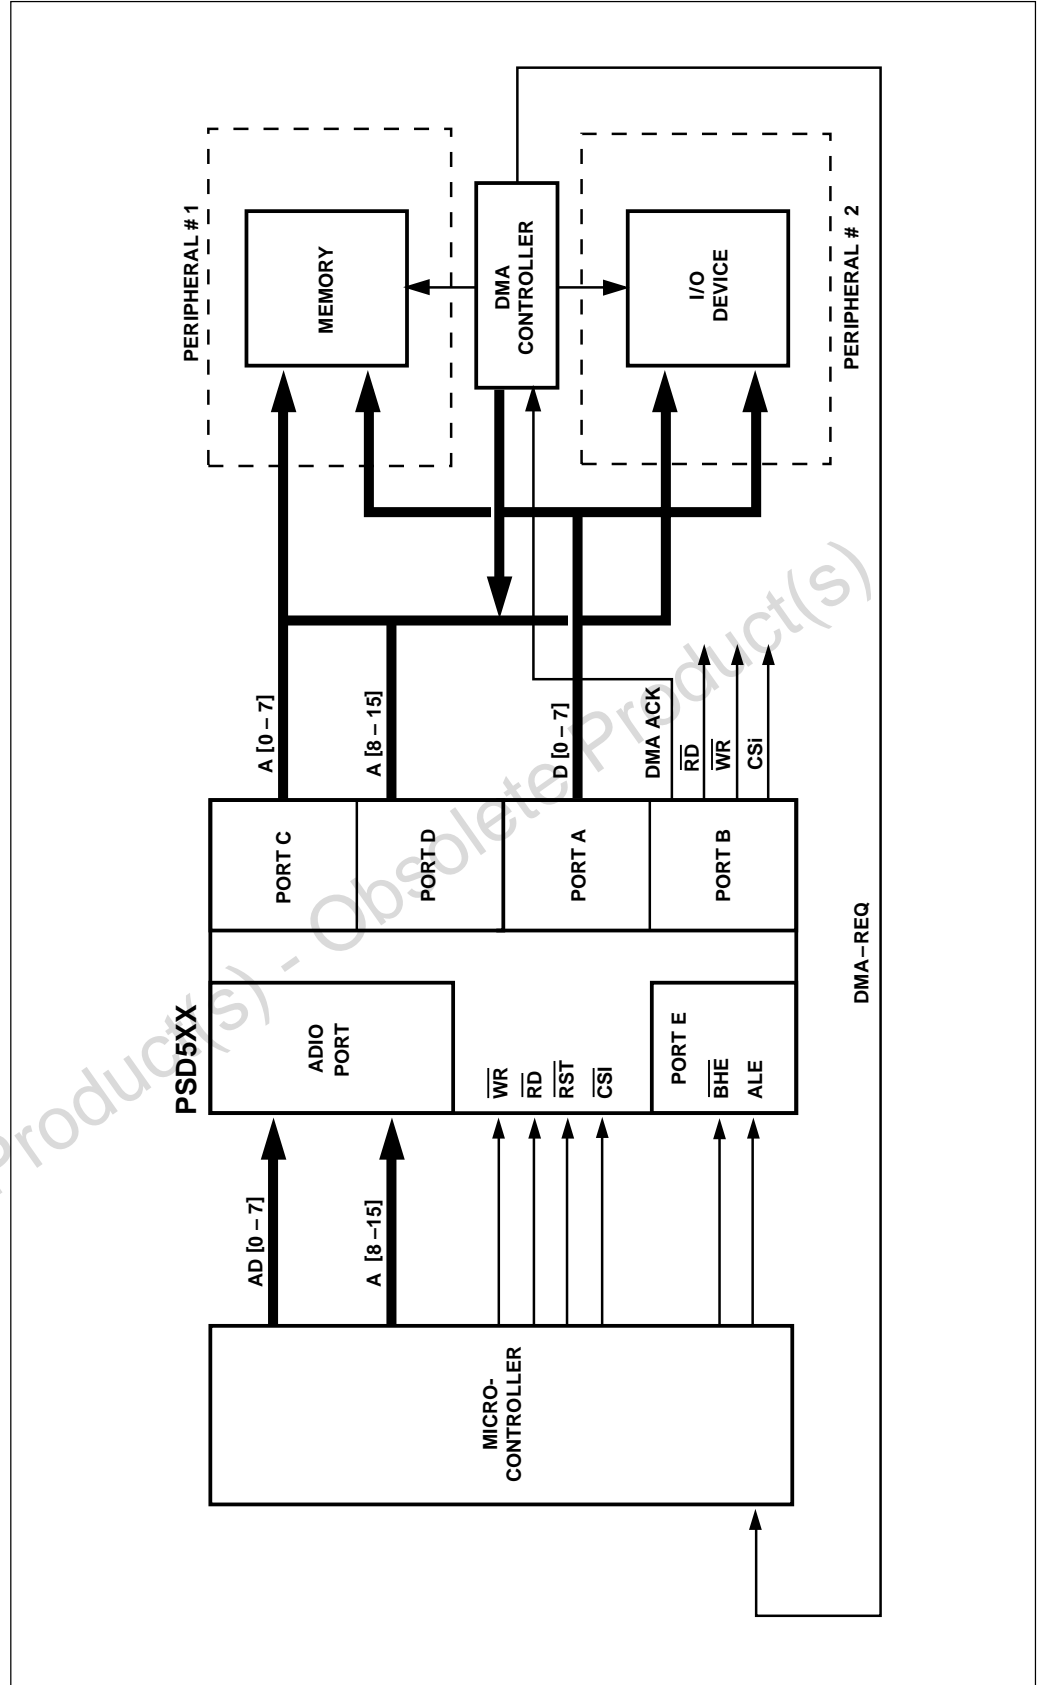 PERIPHERAL # 1
MEMORY
DMA
CONTROLLER
I/O
DEVICE
PERIPHERAL # 2
A [0 – 7]
A [8 – 15]
D [0 – 7]
DMA ACK
RD
WR
CSi
PORT C
PORT D
PORT A
PORT B
DMA–REQ
PSD5XX
ADIO
PORT
WR
RD
RST
CSI
PORT E
BHE
ALE
AD [0 – 7]
A [8 –15]
MICRO-
CONTROLLER
Product(s) - Obsolete Product(s)